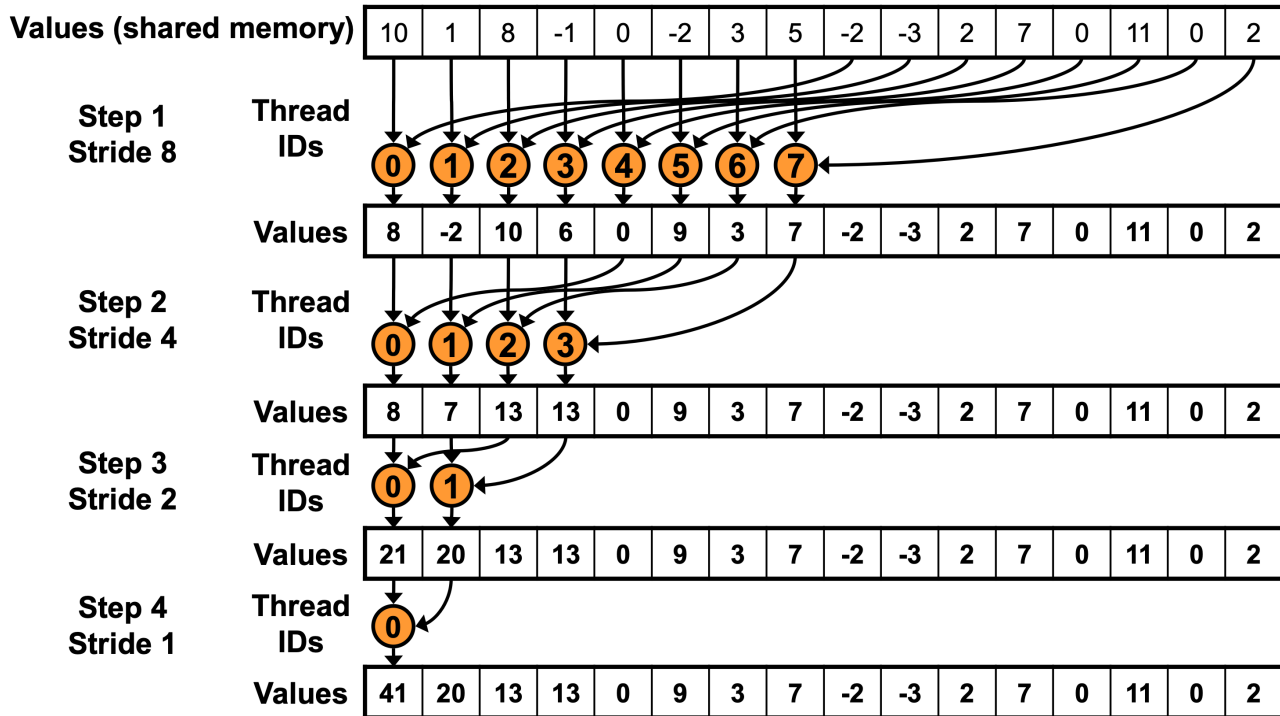 Values (shared memory) 10 1 8 -1 0 -2 3 5 -2 -3 2 7 0 11 0 2
Step 1
Stride 8
Thread
IDs
0 1 2 3 4 5 6 7
Values 8 -2 10 6 0 9 3 7 -2 -3 2 7 0 11 0 2
Step 2
Stride 4
Thread
IDs
0 1 2 3
Values 8 7 13 13 0 9 3 7 -2 -3 2 7 0 11 0 2
Step 3
Stride 2
Thread
IDs
0 1
Values 21 20 13 13 0 9 3 7 -2 -3 2 7 0 11 0 2
Step 4
Stride 1
Thread
IDs
0
Values 41 20 13 13 0 9 3 7 -2 -3 2 7 0 11 0 2